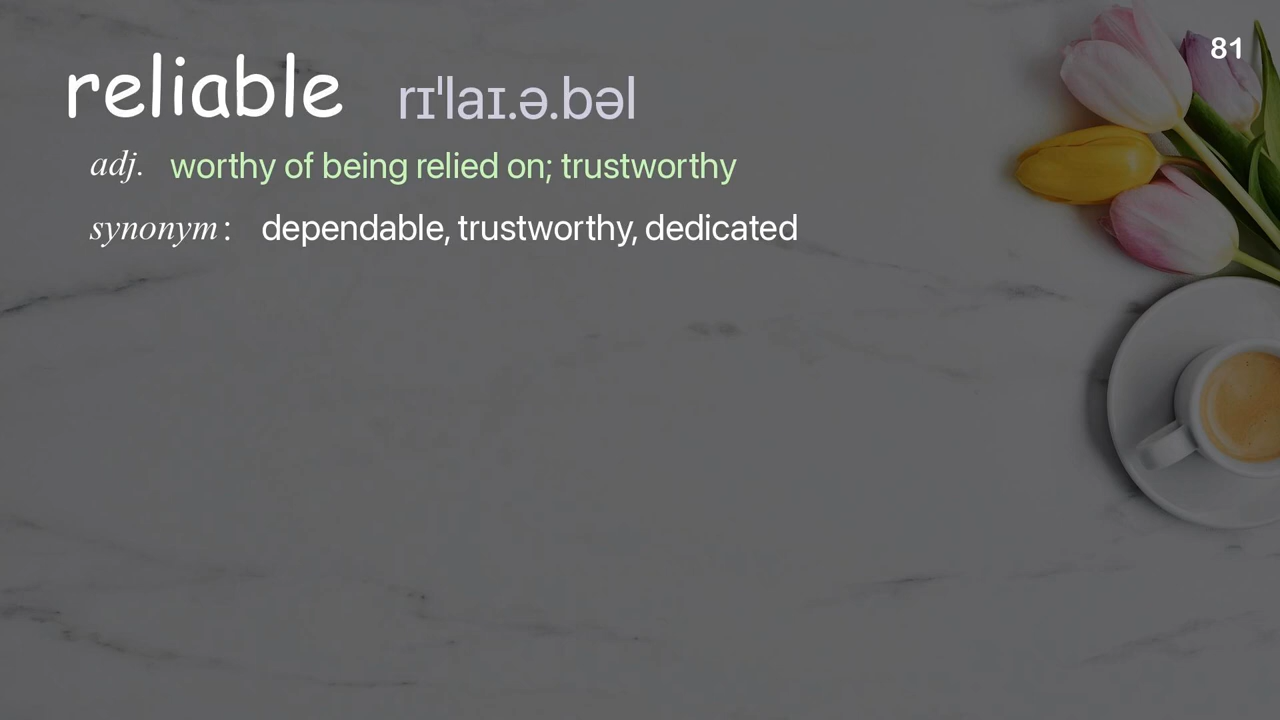 81
reliable rɪˈlaɪ.ə.bəl
adj. worthy of being relied on; trustworthy
synonym: dependable, trustworthy, dedicated